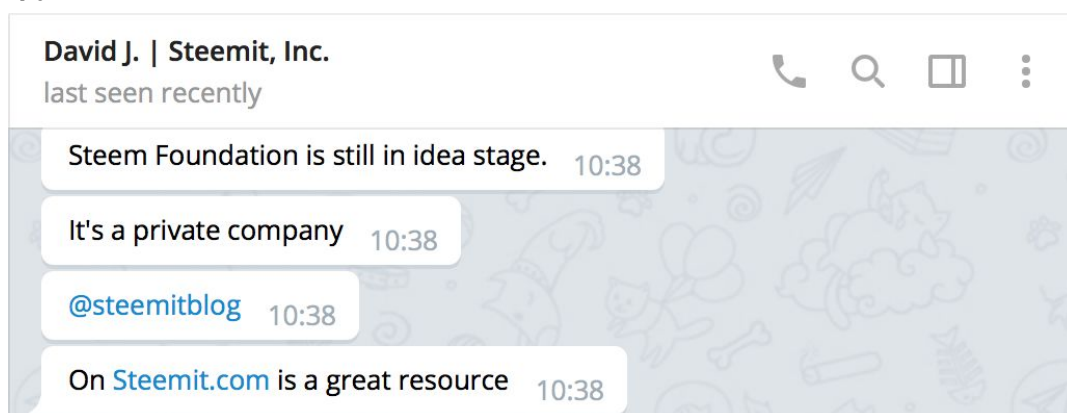 David J. | Steemit, Inc.
last seen recently
Steem Foundation is still in idea stage. 10:38
It's a private company 10:38
@steemitblog 10:38
On Steemit.com is a great resource 10:38